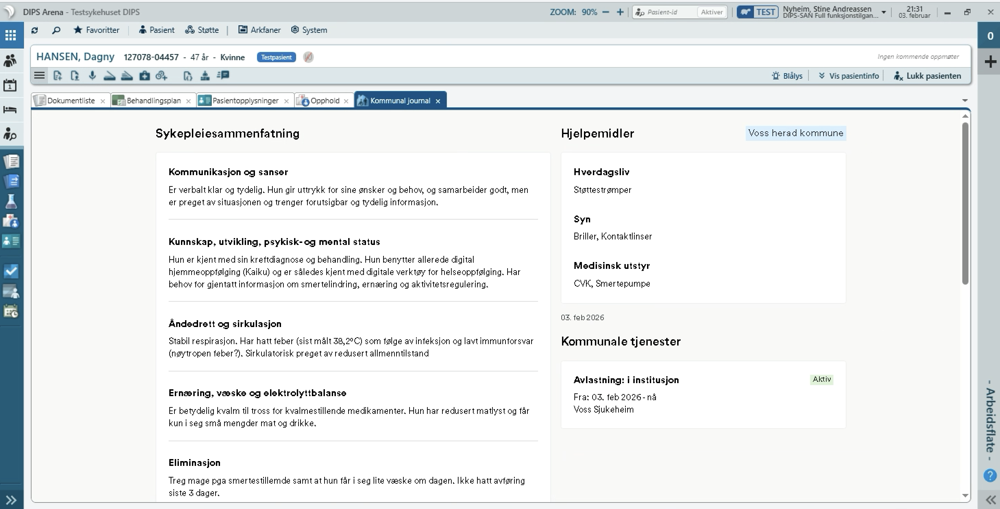 DIPS Arena - Testsykehuset DIPS
ZOOM: 90%
Pasient-id
Aktiver
TEST
Nyheim, Stine Andreassen
DIPS-SAN Full funksjonstilgan...
21:31
03. februar
Favoritter
Pasient
Støtte
Arkfaner
System
0
HANSEN, Dagny 127078-04457 - 47 år - Kvinne
Testpasient
Ingen kommende oppmøter
Blålys
Vis pasientinfo
Lukk pasienten
1
Dokumentliste
Behandlingsplan
Pasientopplysninger
Opphold
Kommunal journal
Sykepleiesammenfatning
Kommunikasjon og sanser
Er verbalt klar og tydelig. Hun gir uttrykk for sine ønsker og behov, og samarbeider godt, men
er preget av situasjonen og trenger forutsigbar og tydelig informasjon.
Kunnskap, utvikling, psykisk- og mental status
Hun er kjent med sin kreftdiagnose og behandling. Hun benytter allerede digital
hjemmeoppfølging (Kaiku) og er således kjent med digitale verktøy for helseoppfølging. Har
behov for gjentatt informasjon om smertelindring, ernæring og aktivitetsregulering.
Åndedrett og sirkulasjon
Stabil respirasjon. Har hatt feber (sist målt 38,2°C) som følge av infeksjon og lavt immunforsvar
(nøytropen feber?). Sirkulatorisk preget av redusert allmenntilstand
Ernæring, væske og elektrolyttbalanse
Er betydelig kvalm til tross for kvalmestillende medikamenter. Hun har redusert matlyst og får
kun i seg små mengder mat og drikke.
Eliminasjon
Treg mage pga smertestillemde samt at hun får i seg lite væske om dagen. Ikke hatt avføring
siste 3 dager.
Hjelpemidler
Voss herad kommune
Hverdagsliv
Støttestrømper
Syn
Briller, Kontaktlinser
Medisinsk utstyr
CVK, Smertepumpe
03. feb 2026
Kommunale tjenester
Avlastning: i institusjon
Aktiv
Fra: 03. feb 2026 - nå
Voss Sjukeheim
- Arbeidsflate -